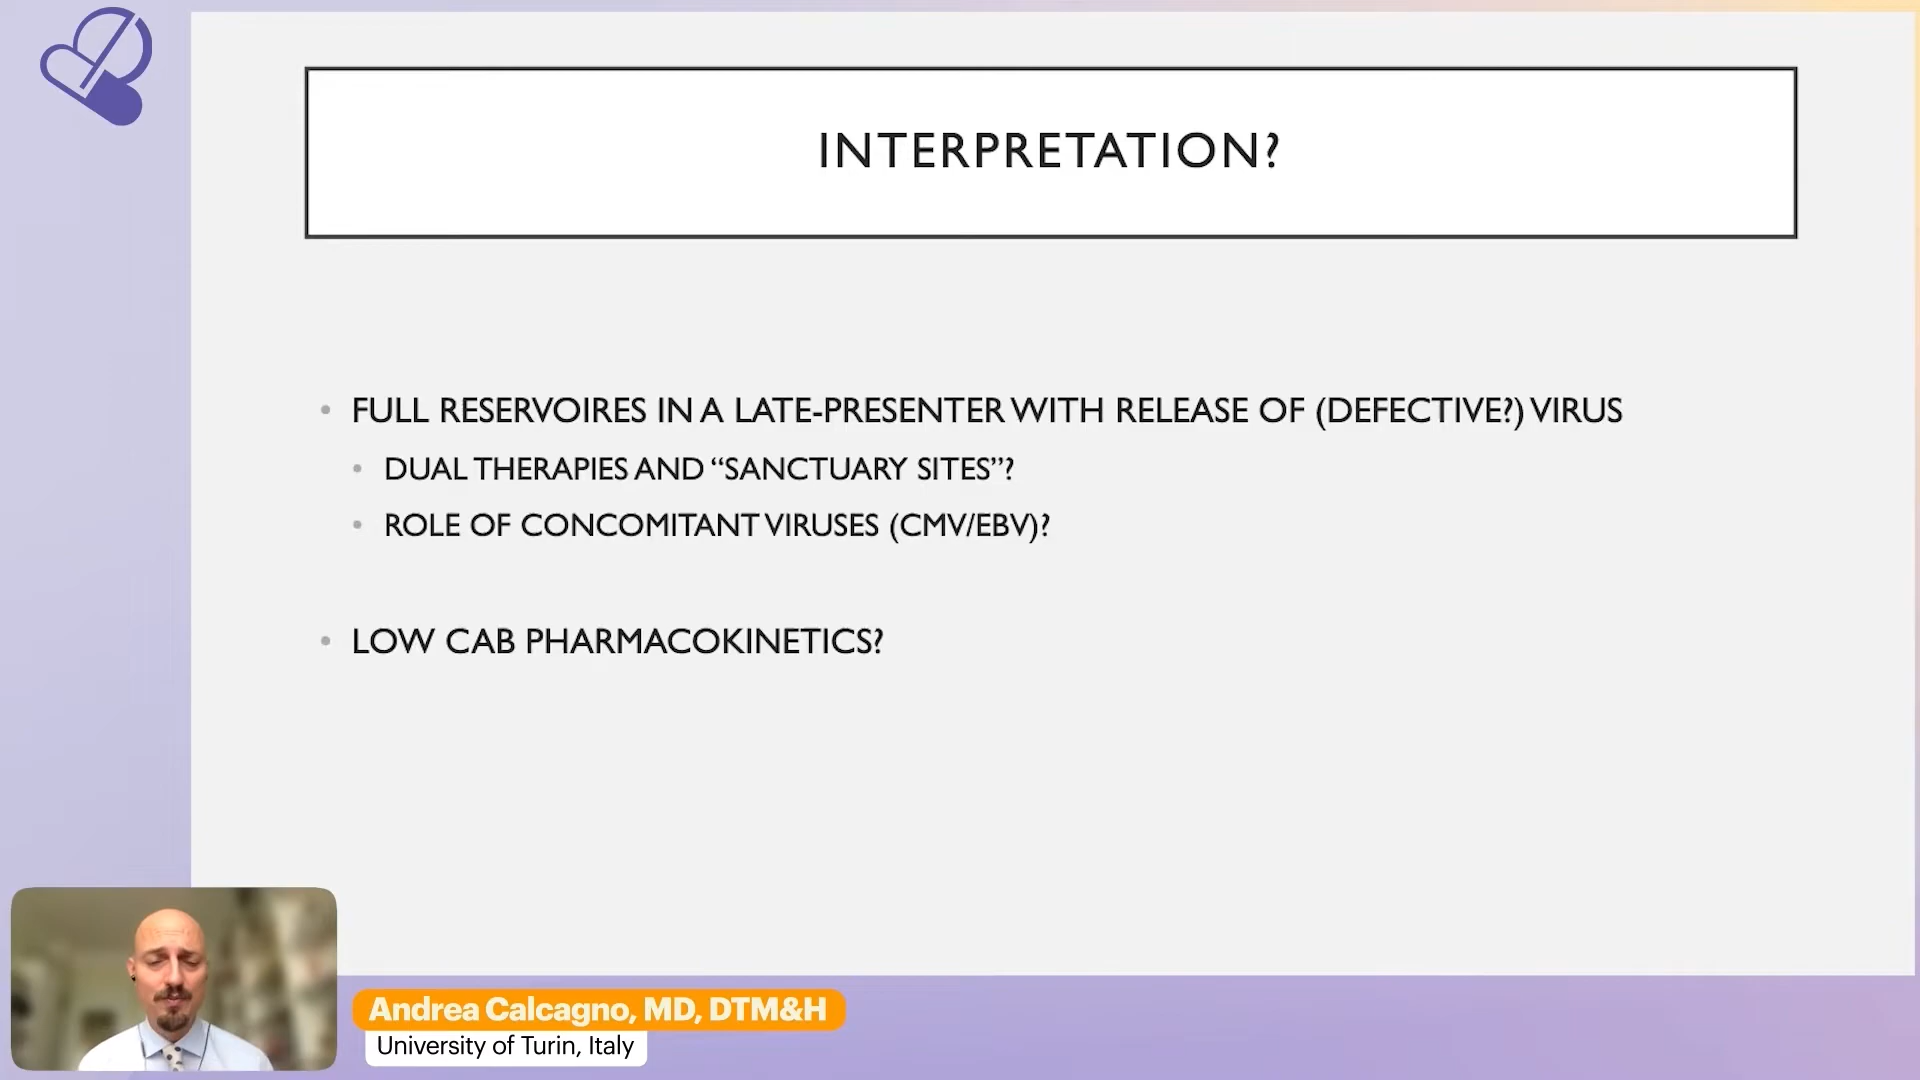 INTERPRETATION?
FULL RESERVOIRES IN A LATE-PRESENTER WITH RELEASE OF (DEFECTIVE?) VIRUS
DUAL THERAPIES AND “SANCTUARY SITES”?
ROLE OF CONCOMITANT VIRUSES (CMV/EBV)?
LOW CAB PHARMACOKINETICS?
Andrea Calcagno, MD, DTM&H
University of Turin, Italy